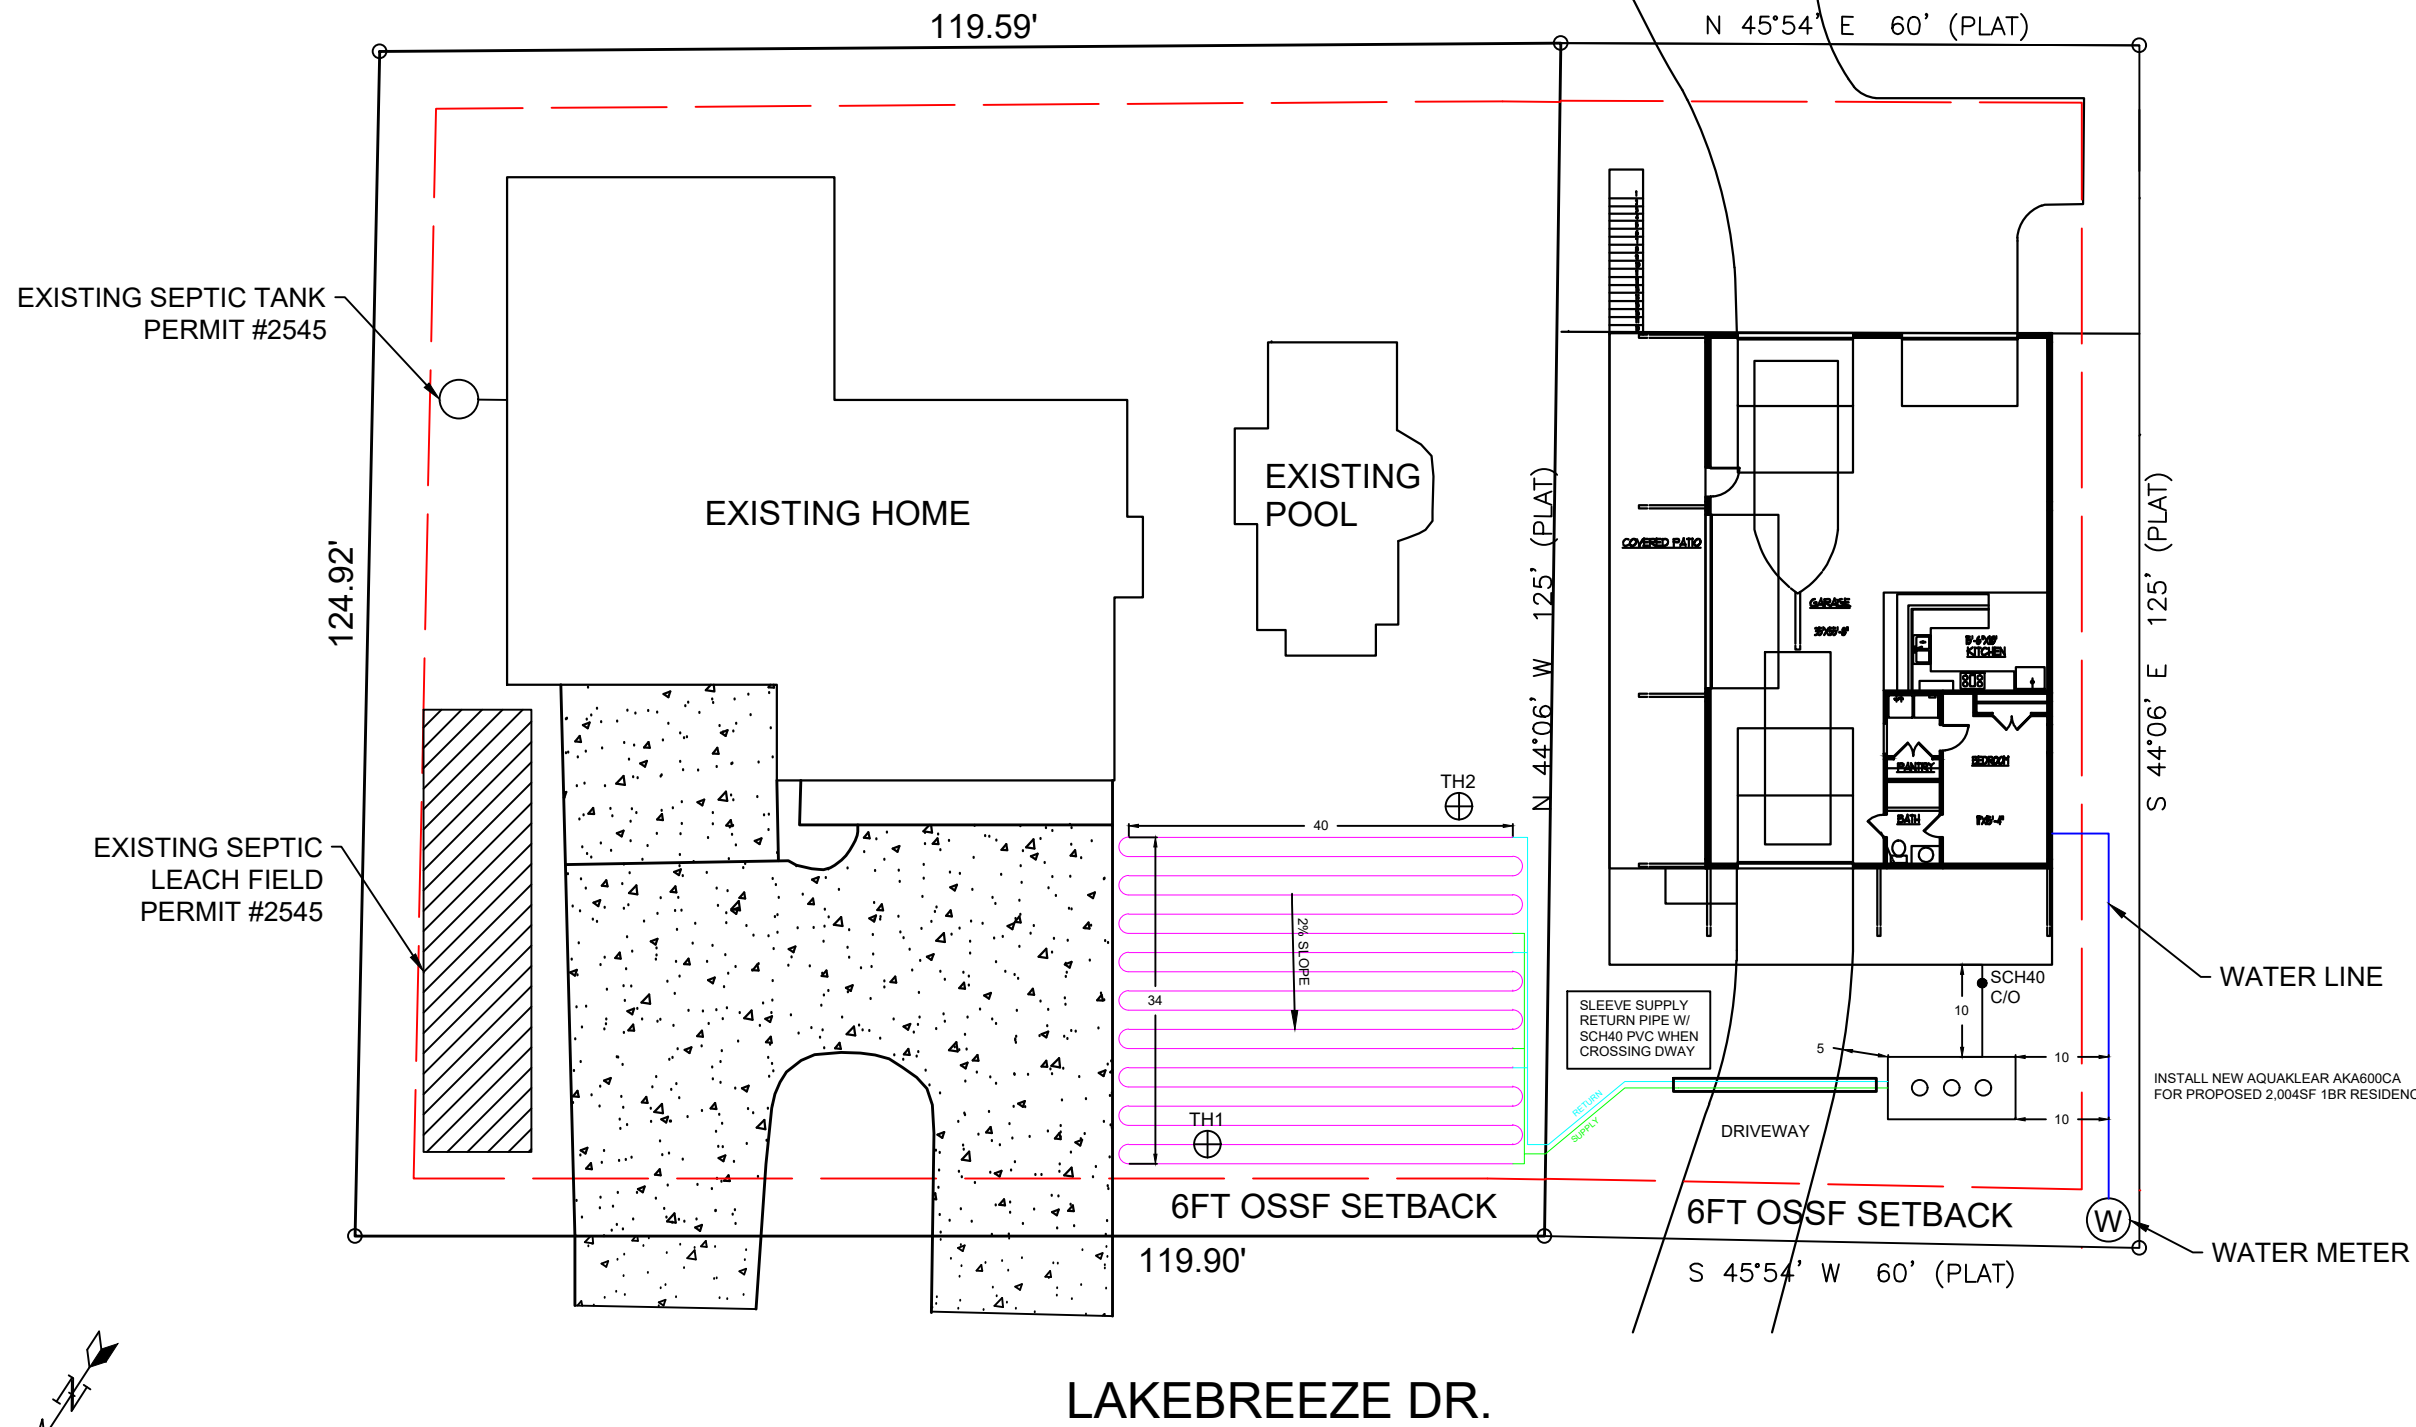 119.59'
N 45°54' E 60' (PLAT)
EXISTING SEPTIC TANK
PERMIT #2545
EXISTING HOME
EXISTING
POOL
124.92'
N 44°06' W 125' (PLAT)
COVERED PATIO
GARAGE
KITCHEN
S 44°06' E 125' (PLAT)
PANTRY
BEDROOM
BATH
TH2
40
EXISTING SEPTIC
LEACH FIELD
PERMIT #2545
2% SLOPE
34
SCH40
C/O
WATER LINE
SLEEVE SUPPLY
RETURN PIPE W/
SCH40 PVC WHEN
CROSSING DWAY
10
5
10
INSTALL NEW AQUAKLEAR AKA600CA
FOR PROPOSED 2,004SF 1BR RESIDENC
RETURN
SUPPLY
TH1
10
DRIVEWAY
6FT OSSF SETBACK
6FT OSSF SETBACK
W
WATER METER
119.90'
S 45°54' W 60' (PLAT)
N
LAKEBREEZE DR.